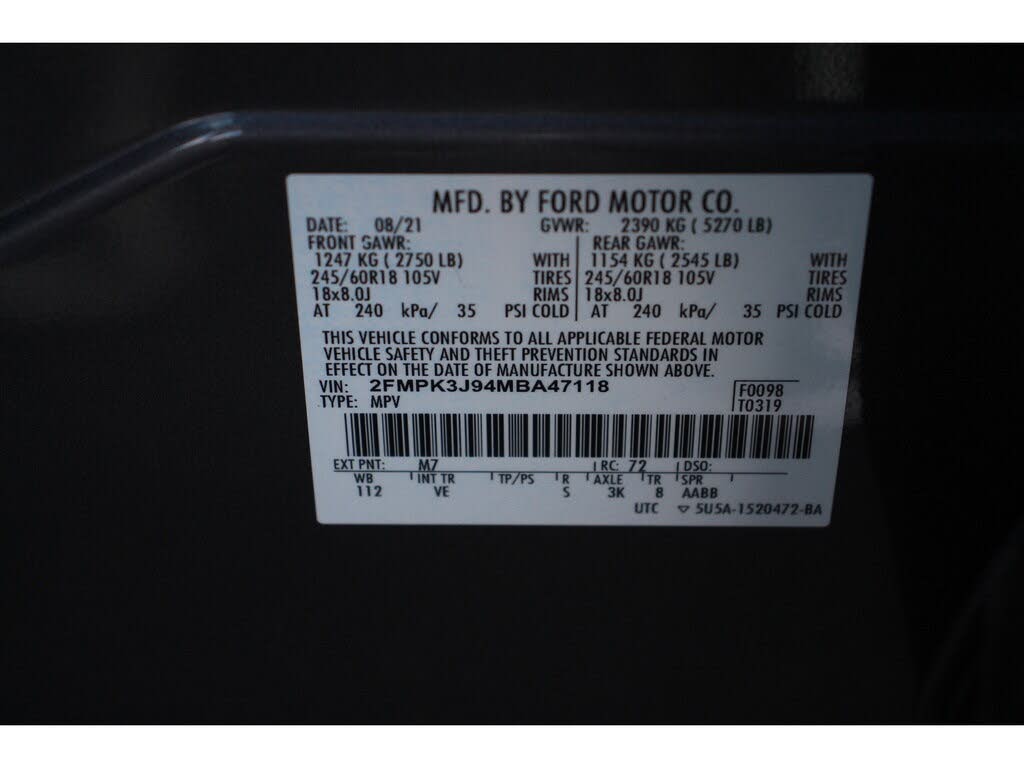 MFD. BY FORD MOTOR CO.
DATE: 08/21 GVWR: 2390 KG ( 5270 LB)
FRONT GAWR: REAR GAWR:
1247 KG ( 2750 LB) WITH 1154 KG ( 2545 LB) WITH
245/60R18 105V TIRES 245/60R18 105V TIRES
18x8.0J RIMS 18x8.0J RIMS
AT 240 kPa/ 35 PSI COLD AT 240 kPa/ 35 PSI COLD
THIS VEHICLE CONFORMS TO ALL APPLICABLE FEDERAL MOTOR
VEHICLE SAFETY AND THEFT PREVENTION STANDARDS IN
EFFECT ON THE DATE OF MANUFACTURE SHOWN ABOVE.
VIN: 2FMPK3J94MBA47118 F0098
TYPE: MPV T0319
EXT PNT: M7 RC: 72 DSO:
WB INT TR TP/PS R AXLE TR SPR
112 VE S 3K 8 AABB
UTC ▽ 5U5A-1520472-BA